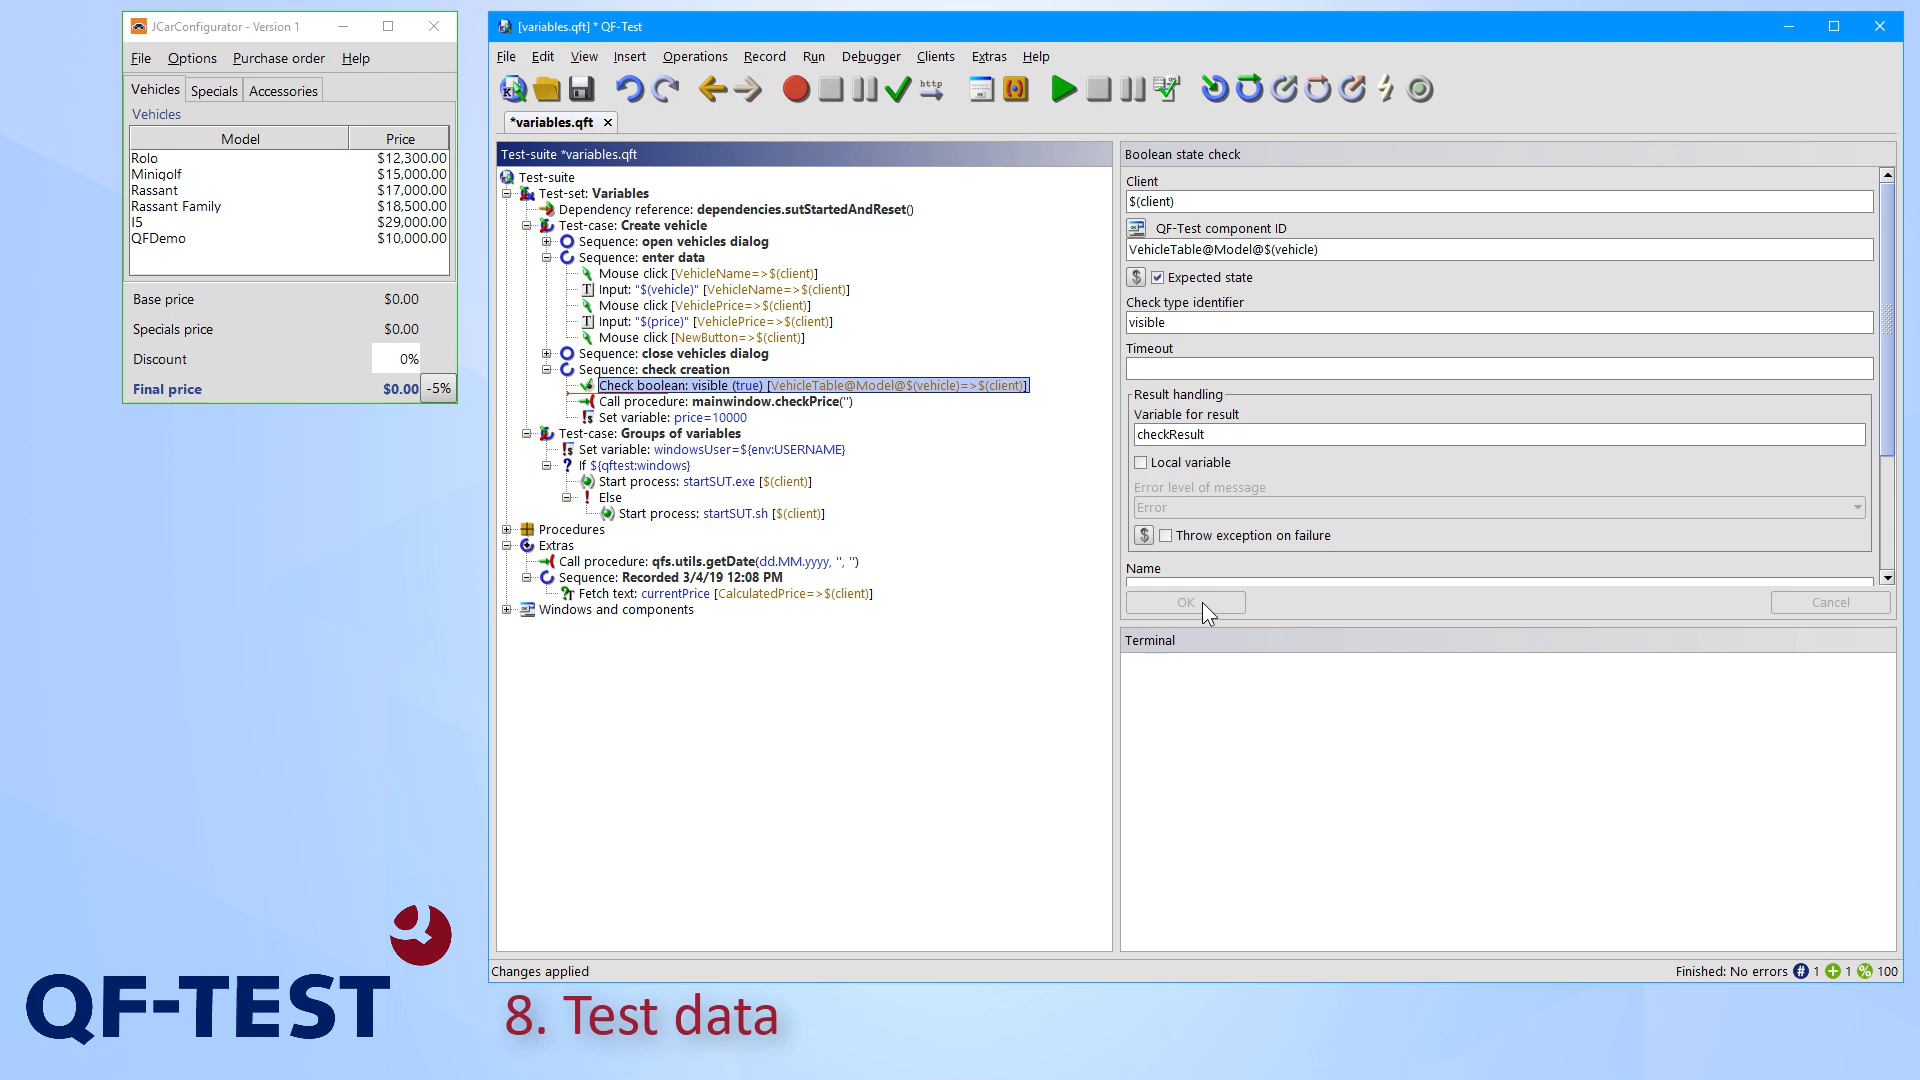 JCarConfigurator - Version 1
File Options Purchase order Help
Vehicles Specials Accessories
Vehicles
Model Price
Rolo $12,300.00
Minigolf $15,000.00
Rassant $17,000.00
Rassant Family $18,500.00
I5 $29,000.00
QFDemo $10,000.00
Base price $0.00
Specials price $0.00
Discount 0%
Final price $0.00 -5%
[variables.qft] * QF-Test
File Edit View Insert Operations Record Run Debugger Clients Extras Help
http
*variables.qft
Test-suite *variables.qft
Test-suite
Test-set: Variables
Dependency reference: dependencies.sutStartedAndReset()
Test-case: Create vehicle
Sequence: open vehicles dialog
Sequence: enter data
Mouse click [VehicleName=>$(client)]
Input: "$(vehicle)" [VehicleName=>$(client)]
Mouse click [VehiclePrice=>$(client)]
Input: "$(price)" [VehiclePrice=>$(client)]
Mouse click [NewButton=>$(client)]
Sequence: close vehicles dialog
Sequence: check creation
Check boolean: visible (true) [VehicleTable@Model@$(vehicle)=>$(client)]
Call procedure: mainwindow.checkPrice('')
Set variable: price=10000
Test-case: Groups of variables
Set variable: windowsUser=${env:USERNAME}
If ${qftest:windows}
Start process: startSUT.exe [$(client)]
Else
Start process: startSUT.sh [$(client)]
Procedures
Extras
Call procedure: qfs.utils.getDate(dd.MM.yyyy, '', '')
Sequence: Recorded 3/4/19 12:08 PM
Fetch text: currentPrice [CalculatedPrice=>$(client)]
Windows and components
Boolean state check
Client
$(client)
QF-Test component ID
VehicleTable@Model@$(vehicle)
$ Expected state
Check type identifier
visible
Timeout
Result handling
Variable for result
checkResult
Local variable
Error level of message
Error
$ Throw exception on failure
Name
OK Cancel
Terminal
Changes applied
Finished: No errors # 1 + 1 % 100
QF-TEST
8. Test data